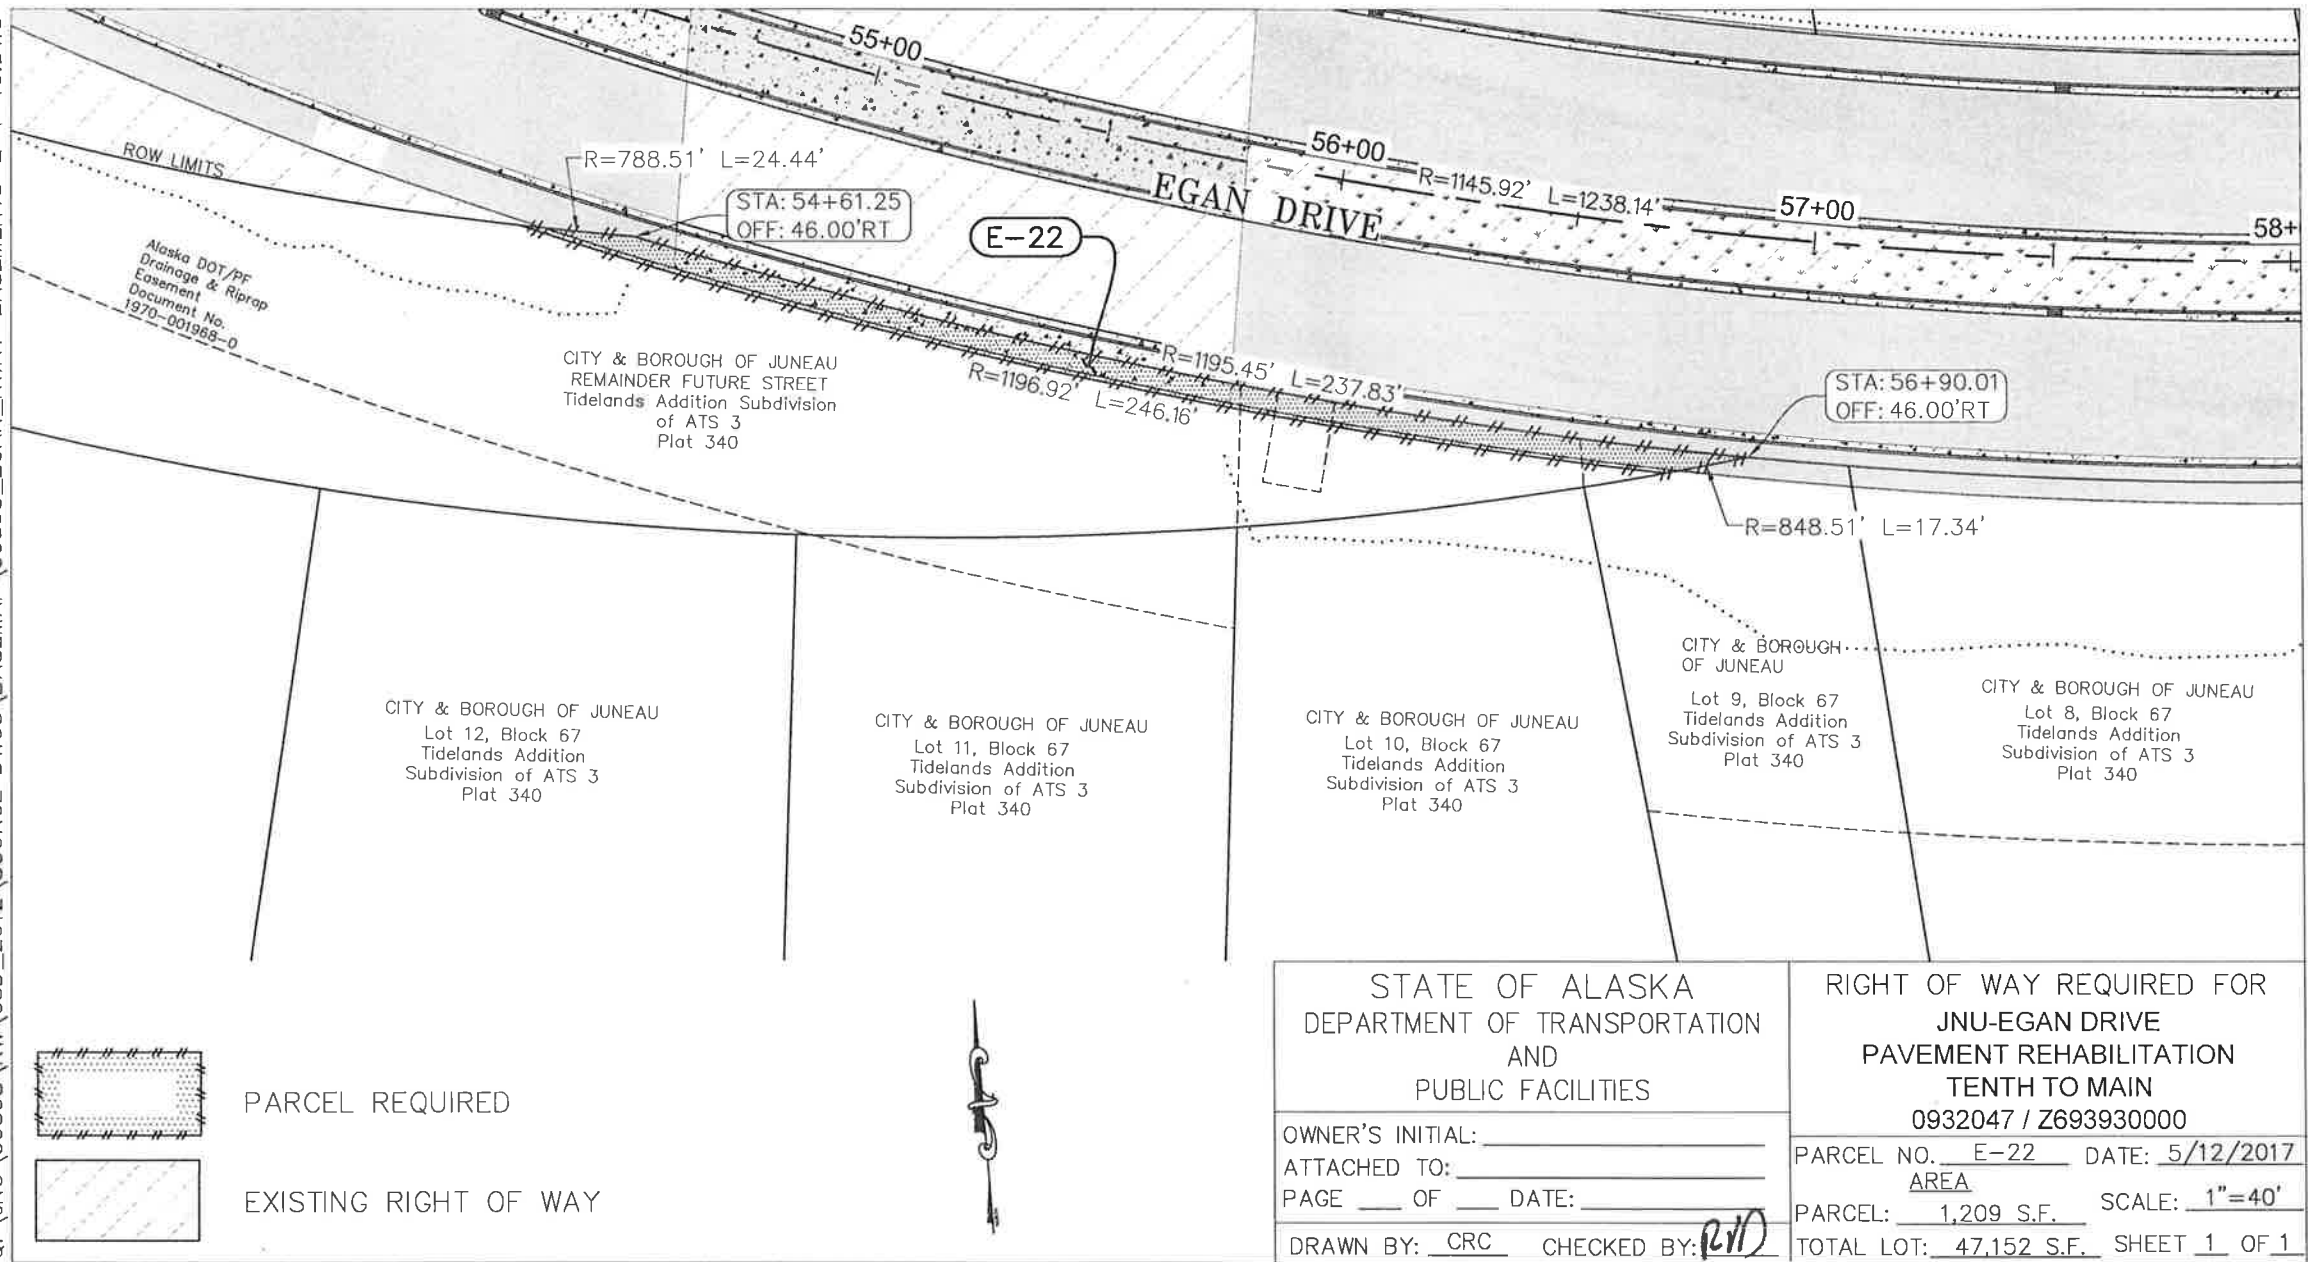 55+00
56+00
57+00
58+
ROW LIMITS
R=788.51' L=24.44'
STA: 54+61.25
OFF: 46.00'RT
E-22
EGAN DRIVE
R=1145.92' L=1238.14'
Alaska DOT/PF
Drainage & Riprap
Easement
Document No.
1970-001968-0
CITY & BOROUGH OF JUNEAU
REMAINDER FUTURE STREET
Tidelands Addition Subdivision
of ATS 3
Plat 340
R=1195.45' L=237.83'
R=1196.92' L=246.16'
STA: 56+90.01
OFF: 46.00'RT
R=848.51' L=17.34'
CITY & BOROUGH OF JUNEAU
Lot 12, Block 67
Tidelands Addition
Subdivision of ATS 3
Plat 340
CITY & BOROUGH OF JUNEAU
Lot 11, Block 67
Tidelands Addition
Subdivision of ATS 3
Plat 340
CITY & BOROUGH OF JUNEAU
Lot 10, Block 67
Tidelands Addition
Subdivision of ATS 3
Plat 340
CITY & BOROUGH
OF JUNEAU
Lot 9, Block 67
Tidelands Addition
Subdivision of ATS 3
Plat 340
CITY & BOROUGH OF JUNEAU
Lot 8, Block 67
Tidelands Addition
Subdivision of ATS 3
Plat 340
PARCEL REQUIRED
EXISTING RIGHT OF WAY
STATE OF ALASKA
DEPARTMENT OF TRANSPORTATION
AND
PUBLIC FACILITIES
OWNER'S INITIAL:
ATTACHED TO:
PAGE OF DATE:
DRAWN BY: CRC CHECKED BY:
RIGHT OF WAY REQUIRED FOR
JNU-EGAN DRIVE
PAVEMENT REHABILITATION
TENTH TO MAIN
0932047 / Z693930000
PARCEL NO. E-22 DATE: 5/12/2017
AREA
PARCEL: 1,209 S.F. SCALE: 1"=40'
TOTAL LOT: 47,152 S.F. SHEET 1 OF 1